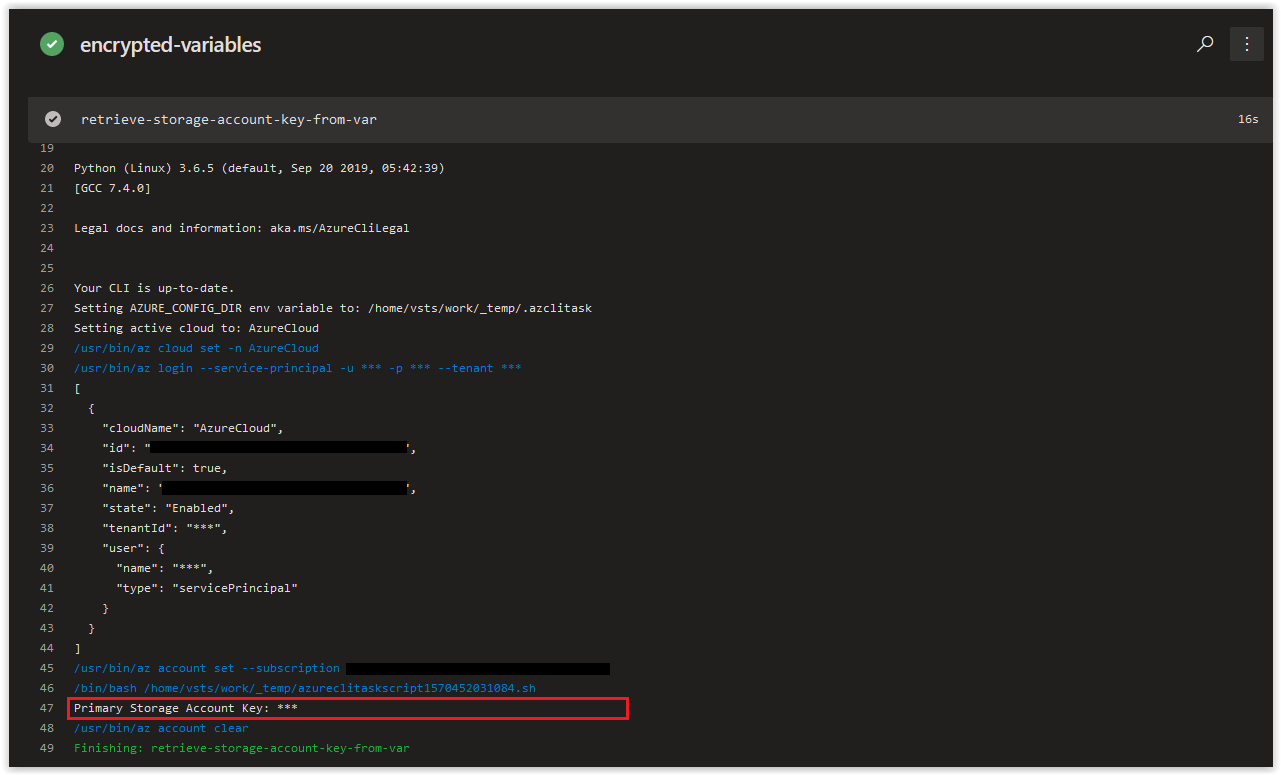 encrypted-variables
retrieve-storage-account-key-from-var 16s
19
20 Python (Linux) 3.6.5 (default, Sep 20 2019, 05:42:39)
21 [GCC 7.4.0]
22
23 Legal docs and information: aka.ms/AzureCliLegal
24
25
26 Your CLI is up-to-date.
27 Setting AZURE_CONFIG_DIR env variable to: /home/vsts/work/_temp/.azclitask
28 Setting active cloud to: AzureCloud
29 /usr/bin/az cloud set -n AzureCloud
30 /usr/bin/az login --service-principal -u *** -p *** --tenant ***
31 [
32 {
33 "cloudName": "AzureCloud",
34 "id": "",
35 "isDefault": true,
36 "name": "",
37 "state": "Enabled",
38 "tenantId": "***",
39 "user": {
40 "name": "***",
41 "type": "servicePrincipal"
42 }
43 }
44 ]
45 /usr/bin/az account set --subscription
46 /bin/bash /home/vsts/work/_temp/azureclitaskscript1570452031084.sh
47 Primary Storage Account Key: ***
48 /usr/bin/az account clear
49 Finishing: retrieve-storage-account-key-from-var